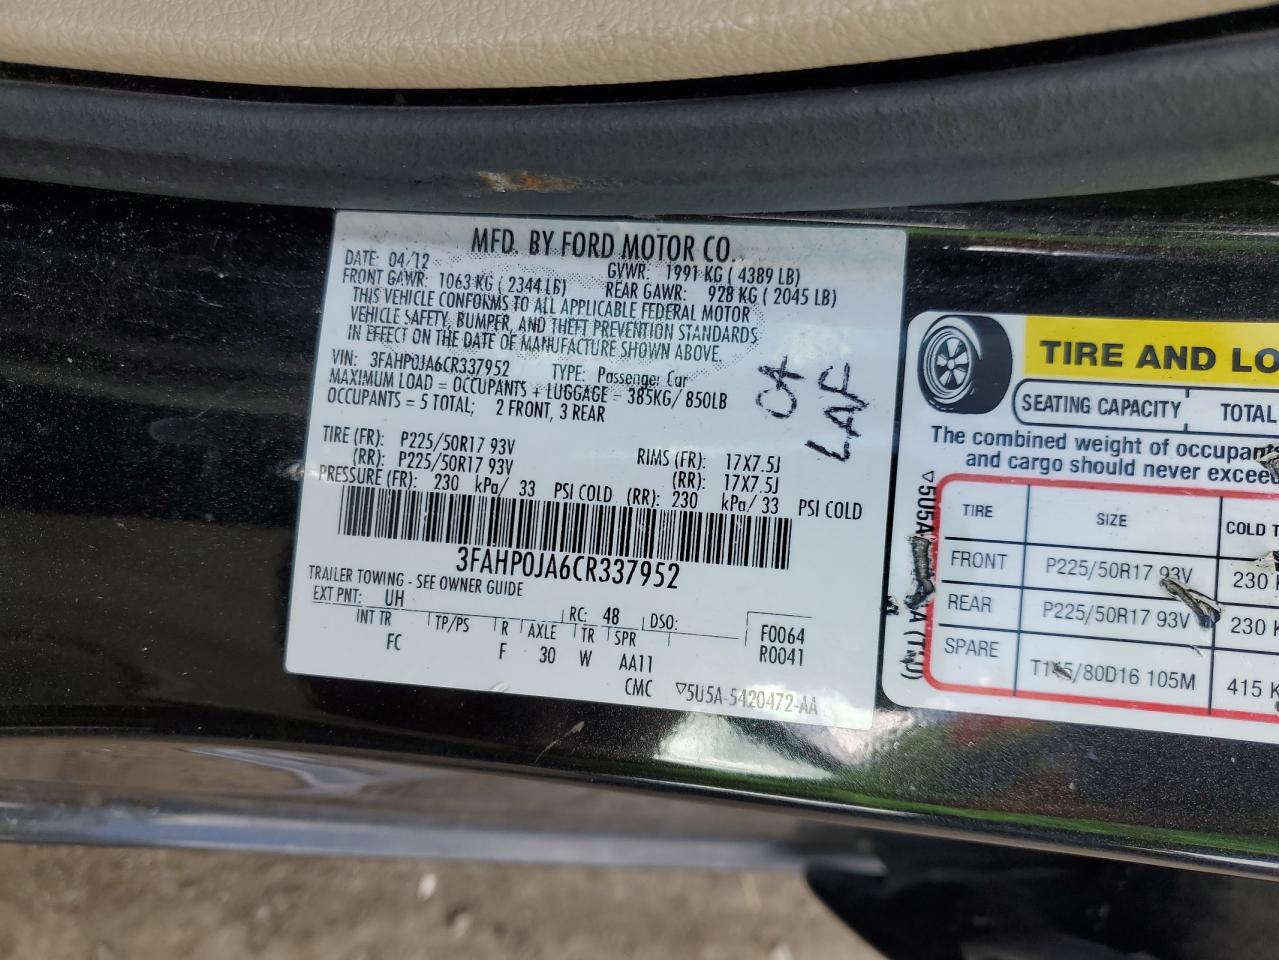 MFD. BY FORD MOTOR CO.
DATE: 04/12 GVWR: 1991 KG ( 4389 LB)
FRONT GAWR: 1063 KG ( 2344 LB) REAR GAWR: 928 KG ( 2045 LB)
THIS VEHICLE CONFORMS TO ALL APPLICABLE FEDERAL MOTOR
VEHICLE SAFETY, BUMPER, AND THEFT PREVENTION STANDARDS
IN EFFECT ON THE DATE OF MANUFACTURE SHOWN ABOVE.
VIN: 3FAHP0JA6CR337952 TYPE: Passenger Car
MAXIMUM LOAD = OCCUPANTS + LUGGAGE = 385KG/ 850LB
OCCUPANTS = 5 TOTAL; 2 FRONT, 3 REAR
TIRE (FR): P225/50R17 93V RIMS (FR): 17X7.5J
(RR): P225/50R17 93V (RR): 17X7.5J
PRESSURE (FR): 230 kPa/ 33 PSI COLD (RR): 230 kPa/ 33 PSI COLD
3FAHP0JA6CR337952
TRAILER TOWING - SEE OWNER GUIDE
EXT PNT: UH RC: 48 DSO: F0064
INT TR TP/PS R AXLE TR SPR R0041
FC F 30 W AA11
CMC ▽5U5A-5420472-AA
LAF
TIRE AND LO
SEATING CAPACITY TOTAL
The combined weight of occupan
and cargo should never excee
TIRE SIZE COLD T
FRONT P225/50R17 93V 230 K
REAR P225/50R17 93V 230 K
SPARE /80D16 105M 415 K